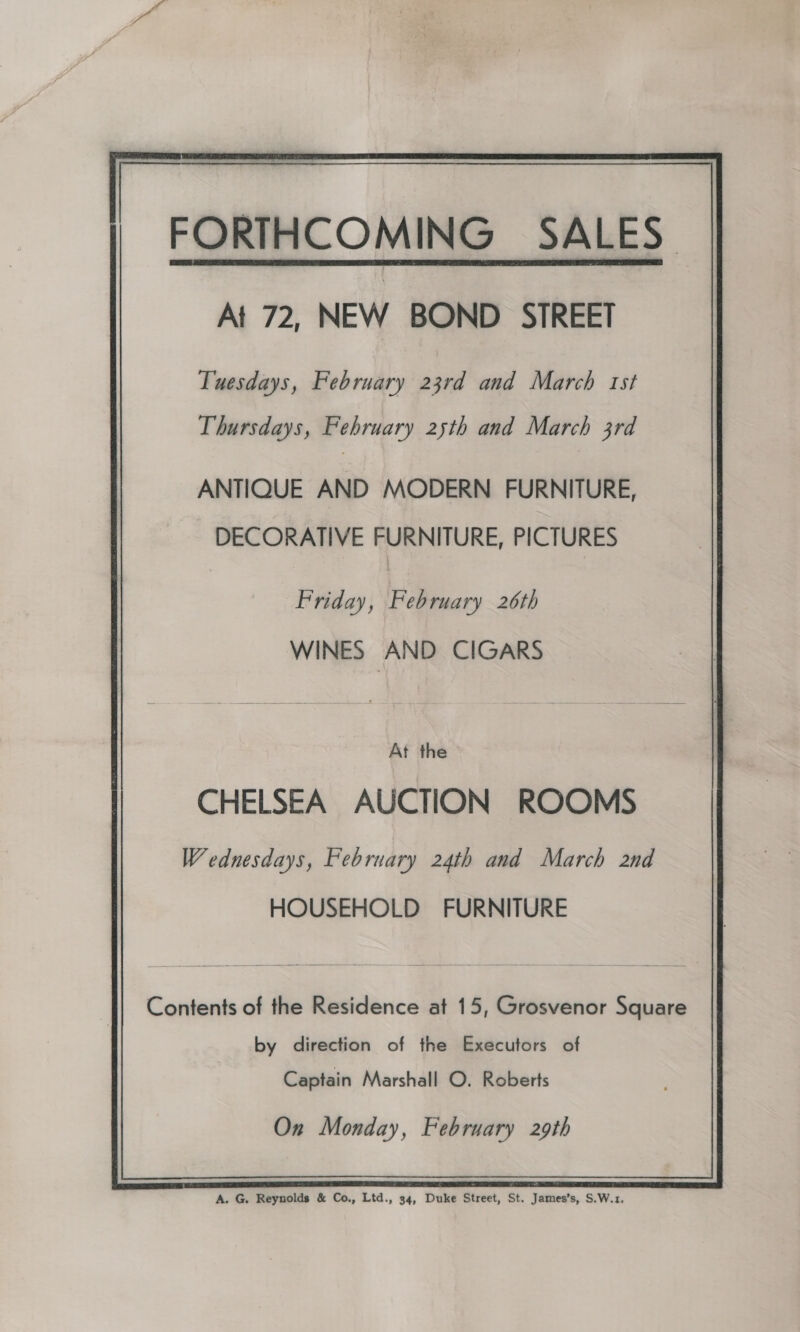 FORTHCOMING SALES
At 72, NEW BOND STREET
Tuesdays, February 23rd and March 1st
Thursdays, February 25th and March 3rd
ANTIQUE AND MODERN FURNITURE,
DECORATIVE FURNITURE, PICTURES
Friday, February 26th
WINES AND CIGARS
At the
CHELSEA AUCTION ROOMS
Wednesdays, February 24th and March 2nd
HOUSEHOLD FURNITURE
Contents of the Residence at 15, Grosvenor Square
by direction of the Executors of
Captain Marshall O. Roberts
On Monday, February 29th
A. G. Reynolds & Co., Ltd., 34, Duke Street, St. James's, S.W.1.